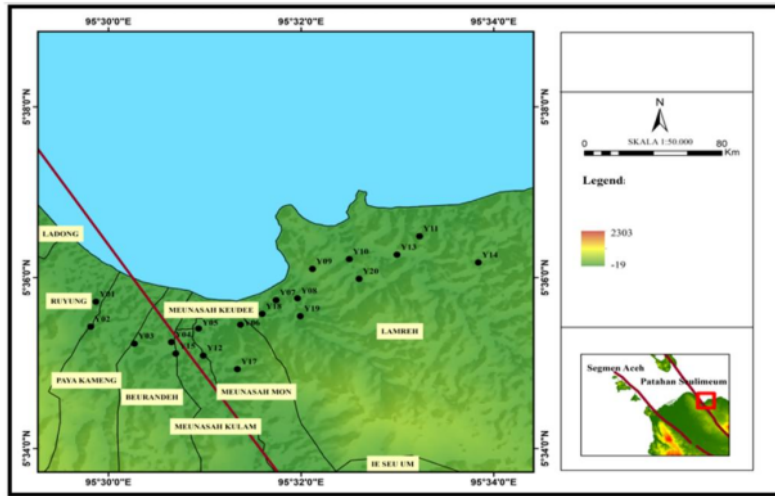 95°30'0"E 95°32'0"E 95°34'0"E
5°38'0"N
5°38'0"N
5°36'0"N
5°36'0"N
5°34'0"N
5°34'0"N
LADONG
RUYUNG
PAYA KAMENG
BEURANDEH
MEUNASAH KEUDEE
MEUNASAH MON
MEUNASAH KULAM
LAMREH
IE SEU UM
Y01
Y02
Y03
Y04
Y15
Y05
Y12
Y06
Y17
Y18
Y07
Y08
Y19
Y09
Y10
Y20
Y13
Y11
Y14
95°30'0"E 95°32'0"E 95°34'0"E
N
0 SKALA 1:50.000 80
Km
Legend:
2303
-19
Segmen Aceh
Patahan Seulimeum